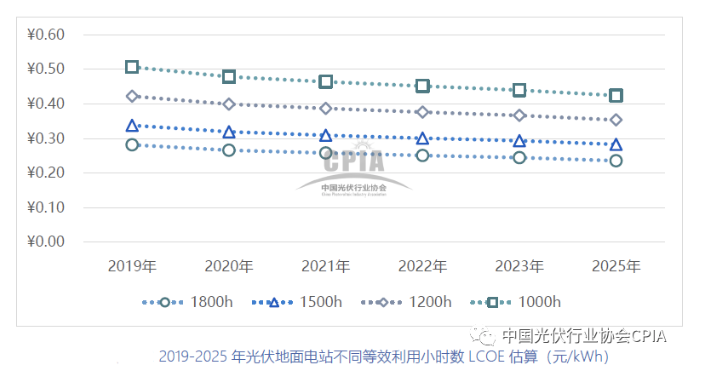 ¥0.60
¥0.50
¥0.40
¥0.30
¥0.20
¥0.10
¥0.00
CPIA
中国光伏行业协会
China Photovoltaic Industry Association
2019年 2020年 2021年 2022年 2023年 2025年
1800h 1500h 1200h 1000h
中国光伏行业协会CPIA
2019-2025 年光伏地面电站不同等效利用小时数 LCOE 估算（元/kWh）